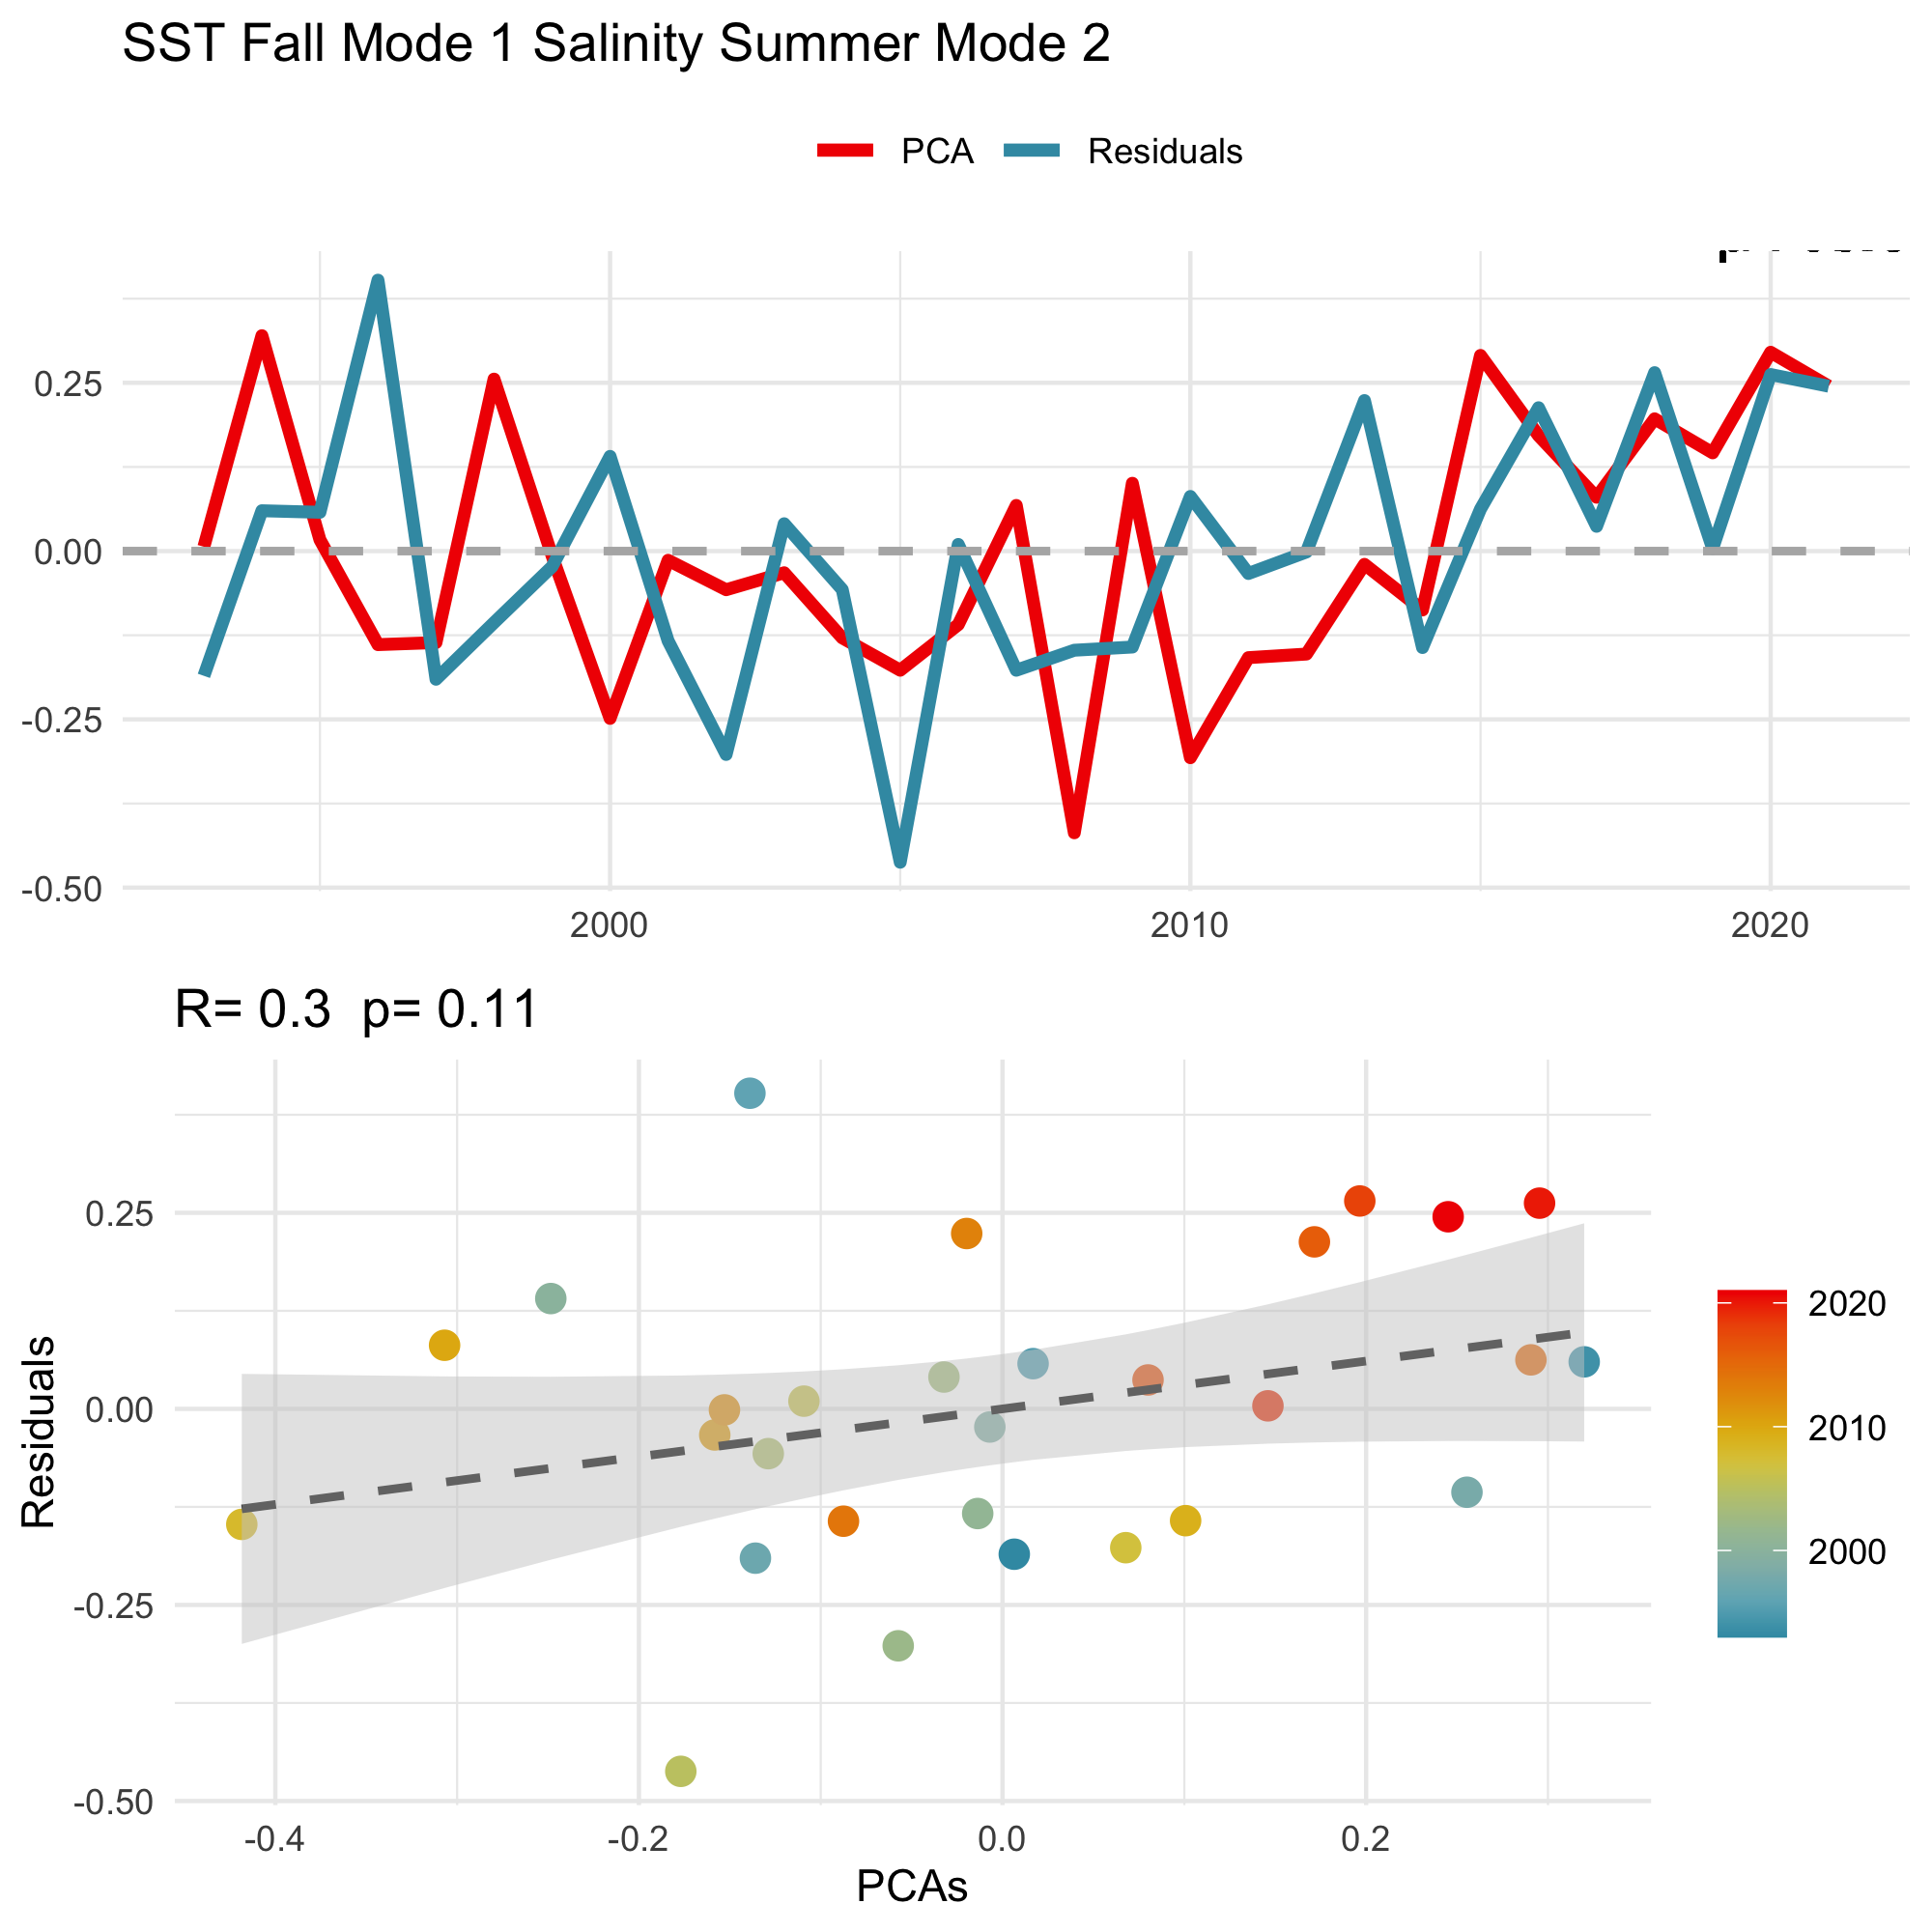 SST Fall Mode 1 Salinity Summer Mode 2
PCA Residuals
0.25
0.00
-0.25
-0.50
2000 2010 2020
R= 0.3 p= 0.11
Residuals
0.25
0.00
-0.25
-0.50
-0.4 -0.2 0.0 0.2
PCAs
2020
2010
2000